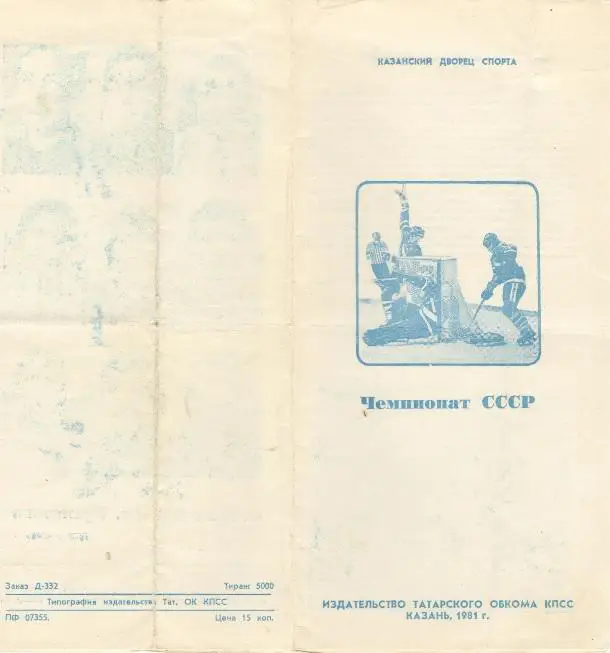 КАЗАНСКИЙ ДВОРЕЦ СПОРТА
Чемпионат СССР
ИЗДАТЕЛЬСТВО ТАТАРСКОГО ОБКОМА КПСС
КАЗАНЬ, 1981 г.
Заказ Д-332 Тираж 5000
Типография издательства Тат. ОК КПСС
ПФ 07355. Цена 15 коп.